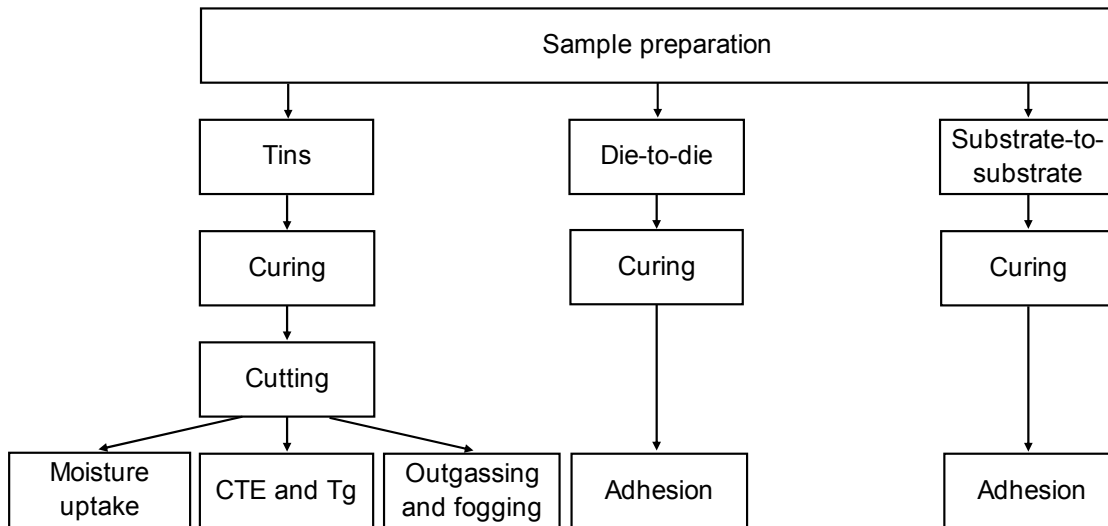 Sample preparation
Tins
Die-to-die
Substrate-to-
substrate
Curing
Curing
Curing
Cutting
Moisture
uptake
CTE and Tg
Outgassing
and fogging
Adhesion
Adhesion